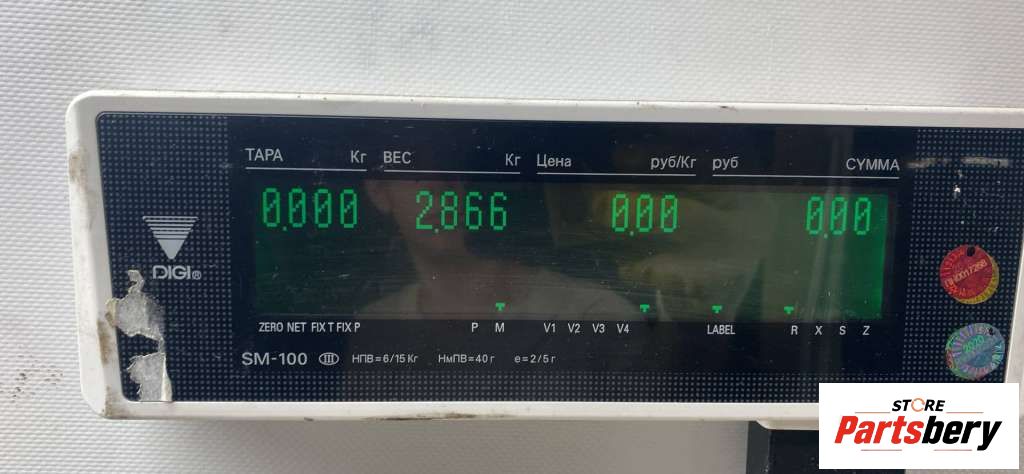 ТАРА Кг ВЕС Кг Цена руб/Кг руб СУММА
0.000 2.866 0.00 0.00
DIGI®
ZERO NET FIX T FIX P P M V1 V2 V3 V4 LABEL R X S Z
SM-100 III НПВ=6/15Кг НмПВ=40г e=2/5г
2020
STORE
Partsbery